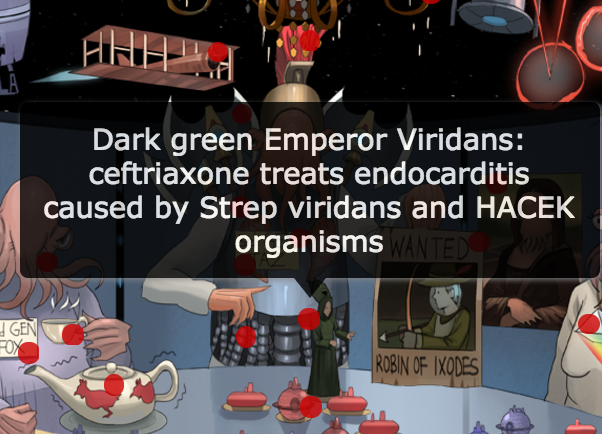 Dark green Emperor Viridans:
ceftriaxone treats endocarditis
caused by Strep viridans and HACEK
organisms
WANTED
GEN
FOX
ROBIN OF IXODES